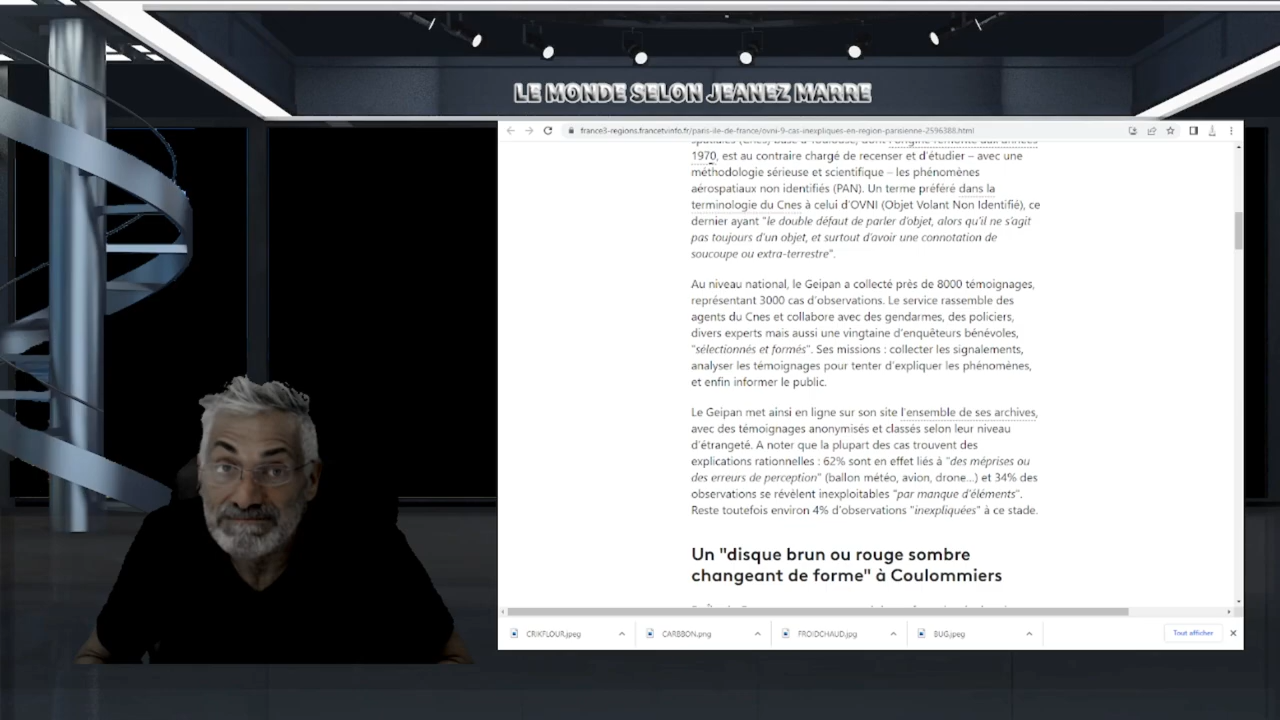 LE MONDE SELON JEANEZ MARRE
france3-regions.francetvinfo.fr/paris-ile-de-france/ovni-9-cas-inexpliques-en-region-parisienne-2596388.html
spatiales (Cnes) basé à Toulouse, dont l'origine remonte aux années
1970, est au contraire chargé de recenser et d'étudier – avec une
méthodologie sérieuse et scientifique – les phénomènes
aérospatiaux non identifiés (PAN). Un terme préféré dans la
terminologie du Cnes à celui d'OVNI (Objet Volant Non Identifié), ce
dernier ayant "le double défaut de parler d'objet, alors qu'il ne s'agit
pas toujours d'un objet, et surtout d'avoir une connotation de
soucoupe ou extra-terrestre".
Au niveau national, le Geipan a collecté près de 8000 témoignages,
représentant 3000 cas d'observations. Le service rassemble des
agents du Cnes et collabore avec des gendarmes, des policiers,
divers experts mais aussi une vingtaine d'enquêteurs bénévoles,
"sélectionnés et formés". Ses missions : collecter les signalements,
analyser les témoignages pour tenter d'expliquer les phénomènes,
et enfin informer le public.
Le Geipan met ainsi en ligne sur son site l'ensemble de ses archives,
avec des témoignages anonymisés et classés selon leur niveau
d'étrangeté. A noter que la plupart des cas trouvent des
explications rationnelles : 62% sont en effet liés à "des méprises ou
des erreurs de perception" (ballon météo, avion, drone...) et 34% des
observations se révèlent inexploitables "par manque d'éléments".
Reste toutefois environ 4% d'observations "inexpliquées" à ce stade.
Un "disque brun ou rouge sombre
changeant de forme" à Coulommiers
CRIKFLOUR.jpeg
CARBBON.png
FROIDCHAUD.jpg
BUG.jpeg
Tout afficher